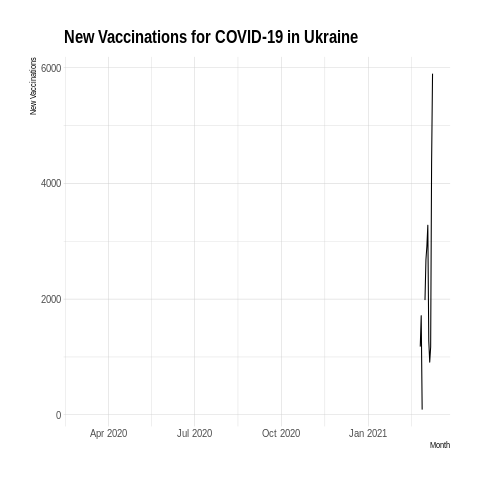 New Vaccinations for COVID-19 in Ukraine
New Vaccinations
6000
4000
2000
0
Apr 2020
Jul 2020
Oct 2020
Jan 2021
Month